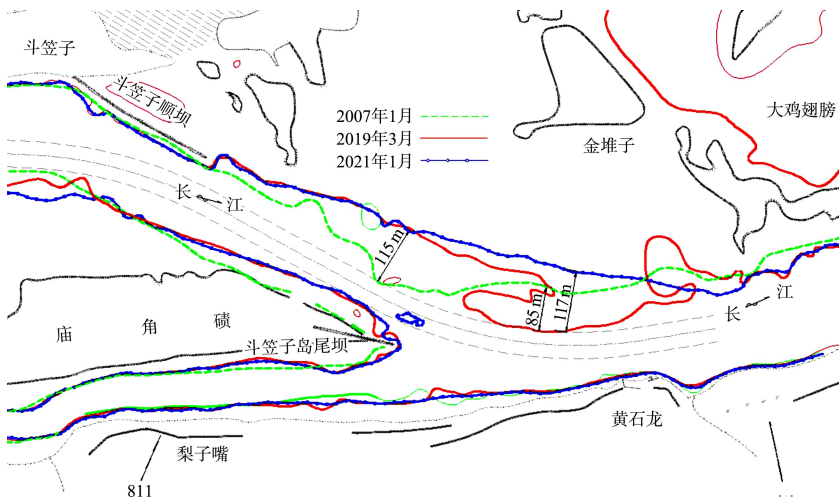 斗笠子
斗笠子顺坝
2007年1月
2019年3月
2021年1月
大鸡翅膀
金堆子
长
江
115 m
85 m
117 m
长
江
庙角碛
斗笠子岛尾坝
黄石龙
梨子嘴
811